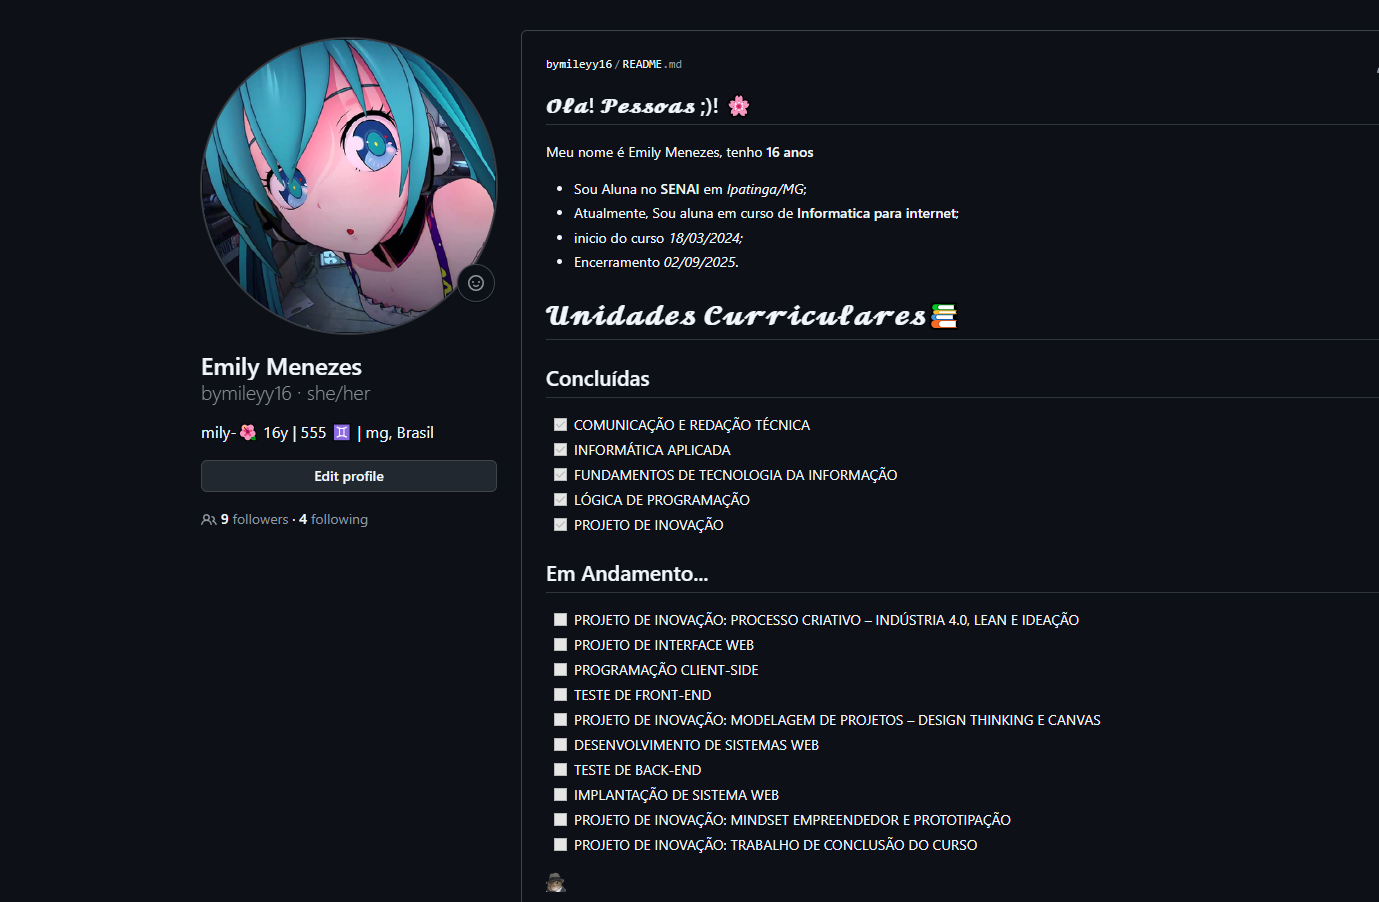 Emily Menezes
bymileyy16 · she/her
mily-🌺 16y | 555 ♊ | mg, Brasil
Edit profile
9 followers · 4 following
bymileyy16/README.md
𝓞𝓵𝓪! 𝓟𝓮𝓼𝓼𝓸𝓪𝓼 ;)! 🌸
Meu nome é Emily Menezes, tenho 16 anos
• Sou Aluna no SENAI em Ipatinga/MG;
• Atualmente, Sou aluna em curso de Informatica para internet;
• inicio do curso 18/03/2024;
• Encerramento 02/09/2025.
𝓤𝓷𝓲𝓭𝓪𝓭𝓮𝓼 𝓒𝓾𝓻𝓻𝓲𝓬𝓾𝓵𝓪𝓻𝓮𝓼📚
Concluídas
COMUNICAÇÃO E REDAÇÃO TÉCNICA
INFORMÁTICA APLICADA
FUNDAMENTOS DE TECNOLOGIA DA INFORMAÇÃO
LÓGICA DE PROGRAMAÇÃO
PROJETO DE INOVAÇÃO
Em Andamento...
PROJETO DE INOVAÇÃO: PROCESSO CRIATIVO – INDÚSTRIA 4.0, LEAN E IDEAÇÃO
PROJETO DE INTERFACE WEB
PROGRAMAÇÃO CLIENT-SIDE
TESTE DE FRONT-END
PROJETO DE INOVAÇÃO: MODELAGEM DE PROJETOS – DESIGN THINKING E CANVAS
DESENVOLVIMENTO DE SISTEMAS WEB
TESTE DE BACK-END
IMPLANTAÇÃO DE SISTEMA WEB
PROJETO DE INOVAÇÃO: MINDSET EMPREENDEDOR E PROTOTIPAÇÃO
PROJETO DE INOVAÇÃO: TRABALHO DE CONCLUSÃO DO CURSO